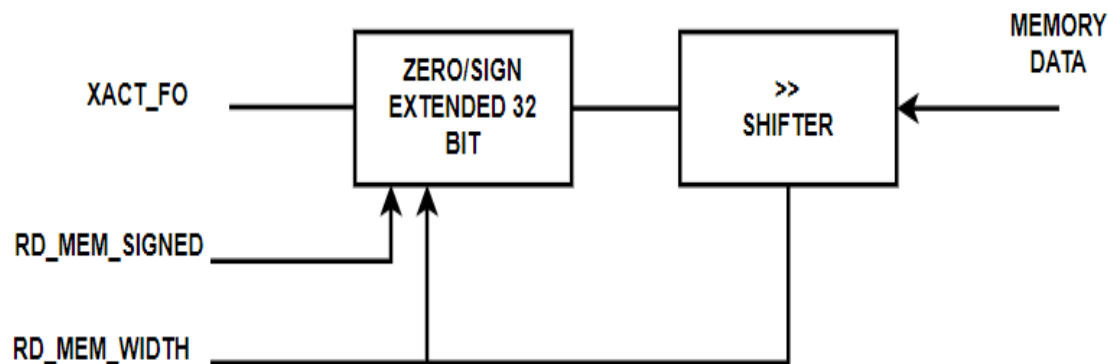 MEMORY
DATA
ZERO/SIGN
EXTENDED 32
BIT
>>
SHIFTER
XACT_FO
RD_MEM_SIGNED
RD_MEM_WIDTH